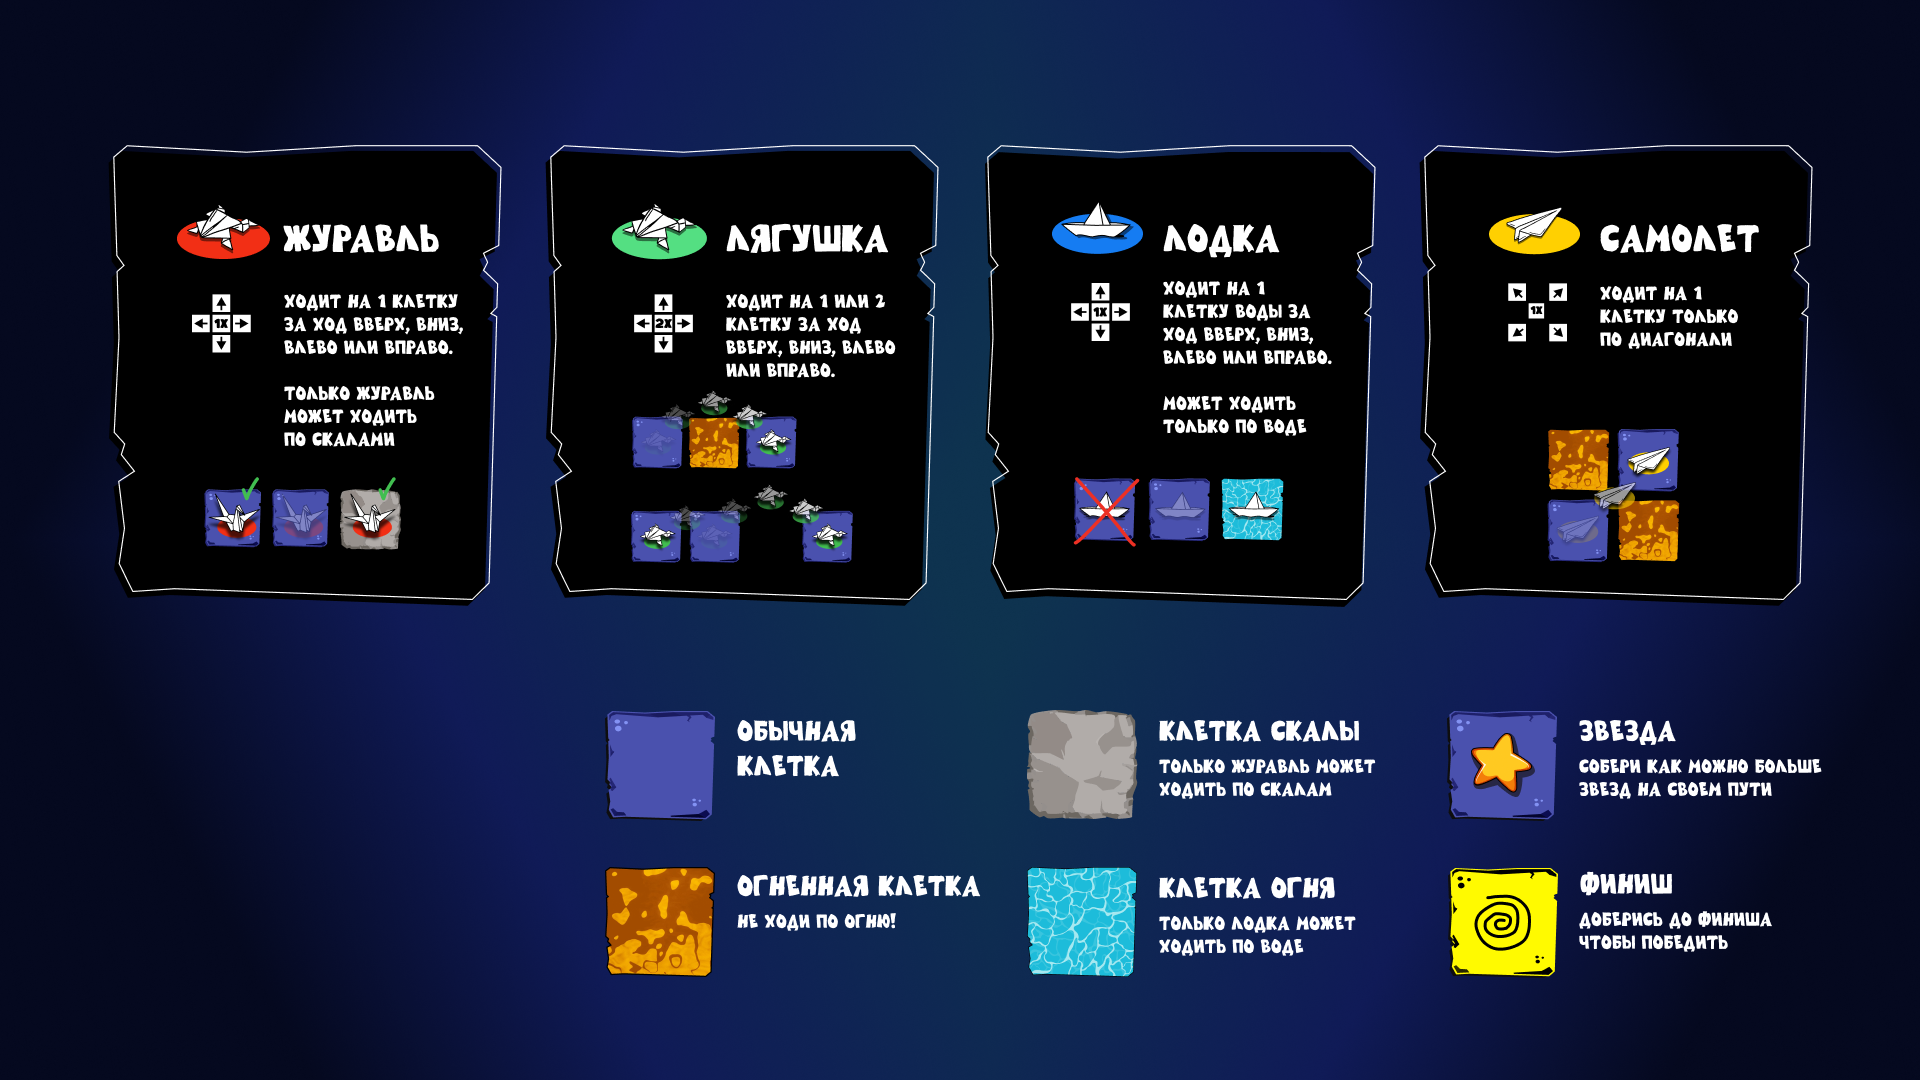 ЖУРАВЛЬ
1X
ХОДИТ НА 1 КЛЕТКУ
ЗА ХОД ВВЕРХ, ВНИЗ,
ВЛЕВО ИЛИ ВПРАВО.
ТОЛЬКО ЖУРАВЛЬ
МОЖЕТ ХОДИТЬ
ПО СКАЛАМИ
ЛЯГУШКА
2X
ХОДИТ НА 1 ИЛИ 2
КЛЕТКУ ЗА ХОД
ВВЕРХ, ВНИЗ, ВЛЕВО
ИЛИ ВПРАВО.
ЛОДКА
1X
ХОДИТ НА 1
КЛЕТКУ ВОДЫ ЗА
ХОД ВВЕРХ, ВНИЗ,
ВЛЕВО ИЛИ ВПРАВО.
МОЖЕТ ХОДИТЬ
ТОЛЬКО ПО ВОДЕ
САМОЛЕТ
1X
ХОДИТ НА 1
КЛЕТКУ ТОЛЬКО
ПО ДИАГОНАЛИ
ОБЫЧНАЯ
КЛЕТКА
КЛЕТКА СКАЛЫ
ТОЛЬКО ЖУРАВЛЬ МОЖЕТ
ХОДИТЬ ПО СКАЛАМ
ЗВЕЗДА
СОБЕРИ КАК МОЖНО БОЛЬШЕ
ЗВЕЗД НА СВОЕМ ПУТИ
ОГНЕННАЯ КЛЕТКА
НЕ ХОДИ ПО ОГНЮ!
КЛЕТКА ОГНЯ
ТОЛЬКО ЛОДКА МОЖЕТ
ХОДИТЬ ПО ВОДЕ
ФИНИШ
ДОБЕРИСЬ ДО ФИНИША
ЧТОБЫ ПОБЕДИТЬ